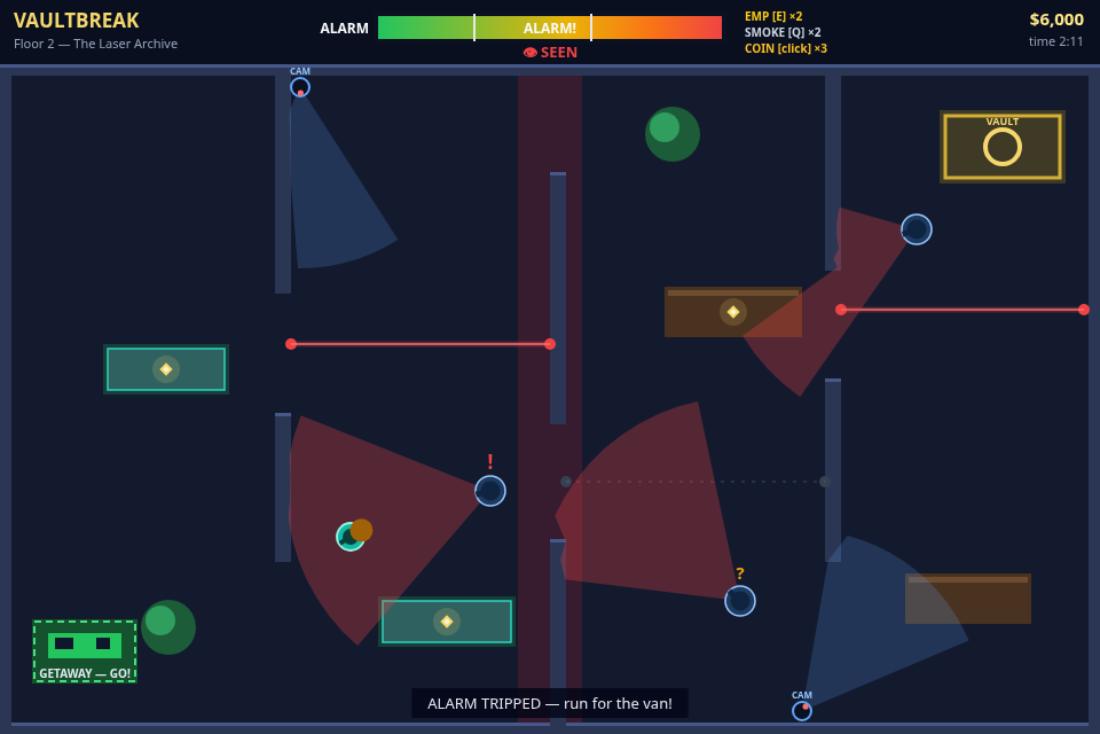 VAULTBREAK
Floor 2 — The Laser Archive
ALARM
ALARM!
SEEN
EMP [E] ×2
SMOKE [Q] ×2
COIN [click] ×3
$6,000
time 2:11
CAM
VAULT
!
?
GETAWAY — GO!
CAM
ALARM TRIPPED — run for the van!